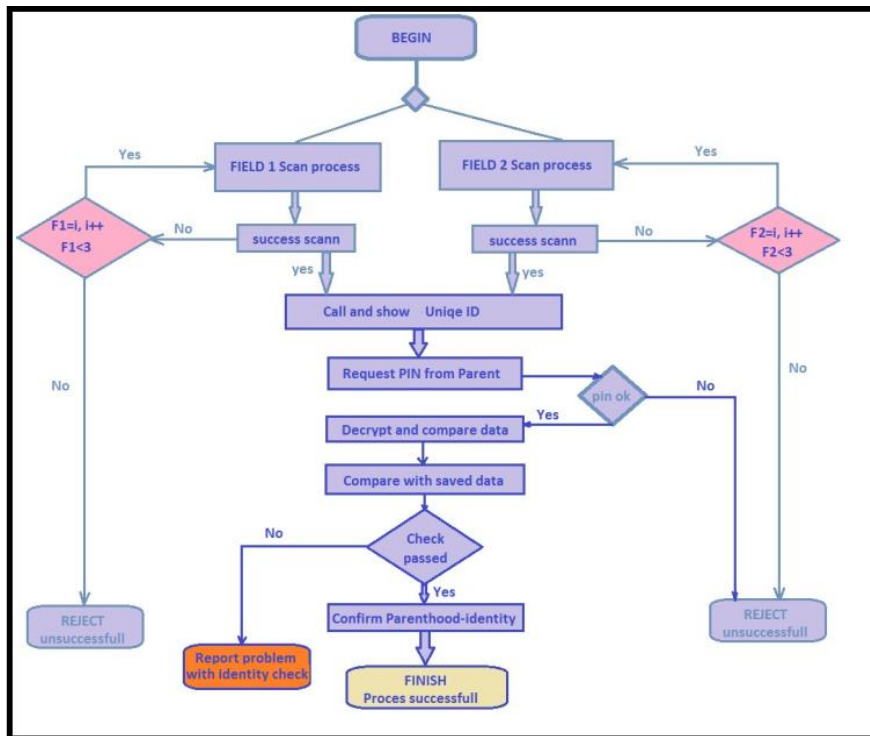 BEGIN
Yes
FIELD 1 Scan process
FIELD 2 Scan process
Yes
F1=i, i++
F1<3
No
success scann
success scann
No
F2=i, i++
F2<3
yes
yes
Call and show Uniqe ID
Request PIN from Parent
pin ok
No
No
No
Yes
Decrypt and compare data
Compare with saved data
No
Check
passed
Yes
Confirm Parenthood-identity
REJECT
unsuccessfull
REJECT
unsuccessfull
Report problem
with identity check
FINISH
Proces successfull